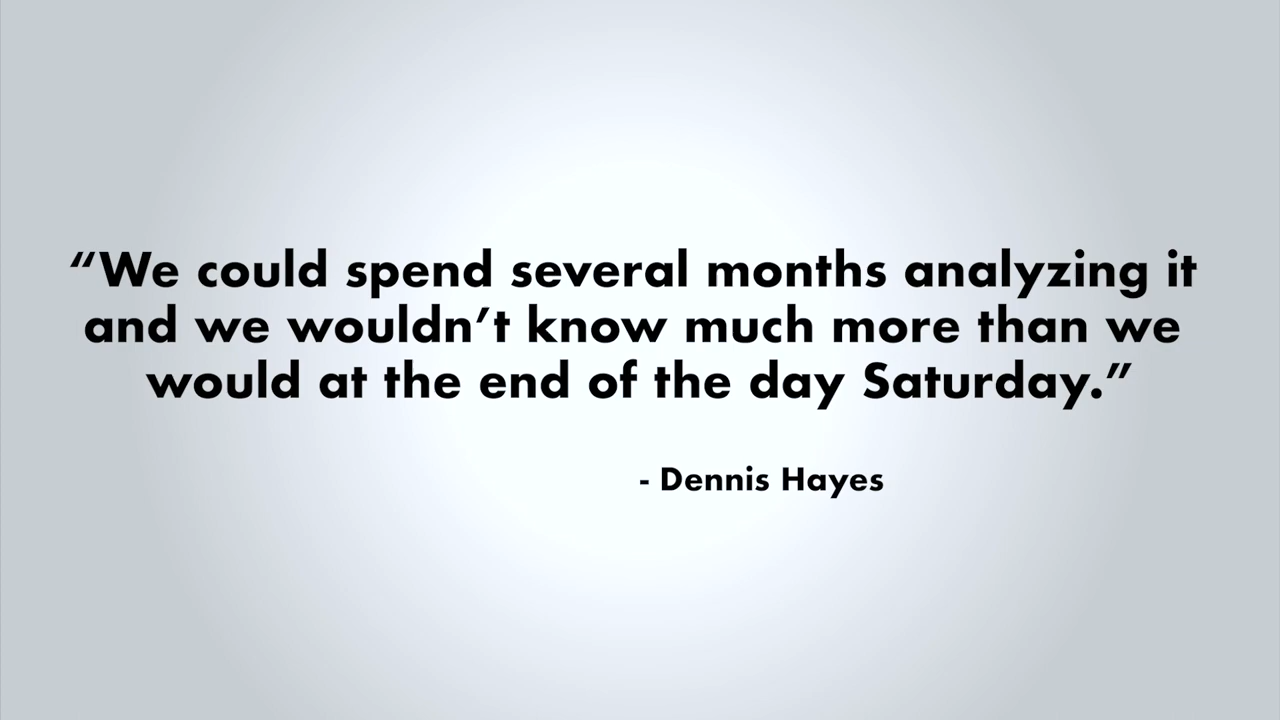 “We could spend several months analyzing it
and we wouldn’t know much more than we
would at the end of the day Saturday.”
- Dennis Hayes